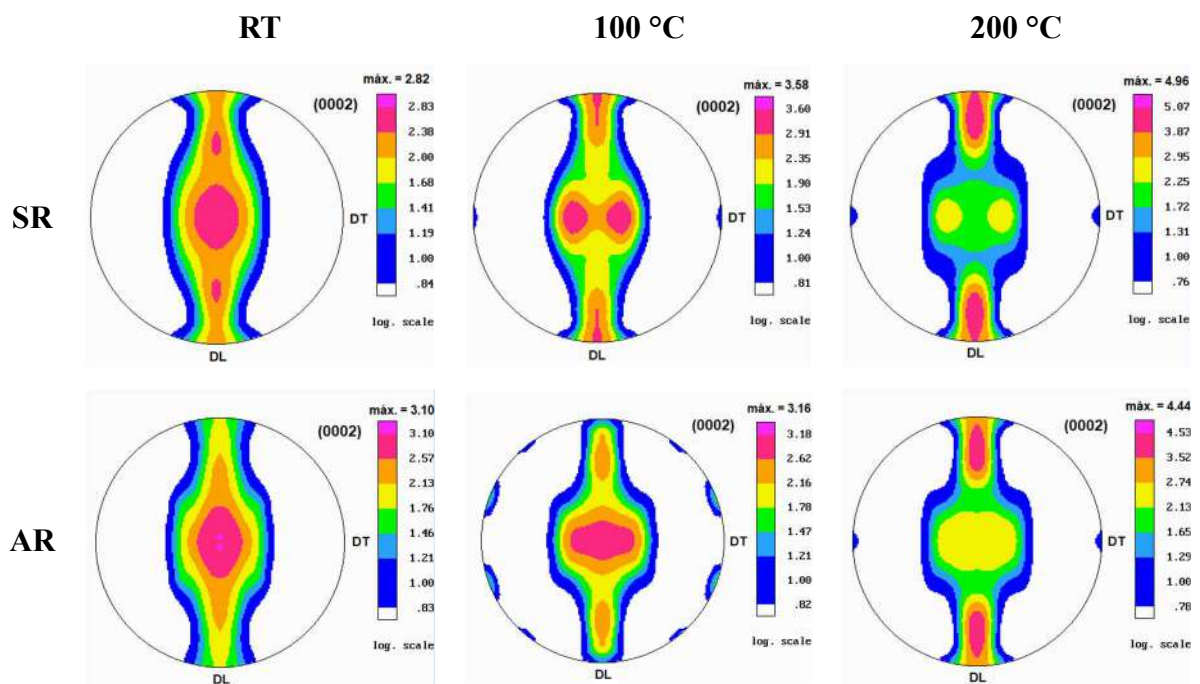 RT
100 °C
200 °C
SR
(0002)
máx. = 2.82
2.83
2.38
2.00
1.68
1.41
1.19
1.00
.84
log. scale
DT
DL
(0002)
máx. = 3.58
3.60
2.91
2.35
1.90
1.53
1.24
1.00
.81
log. scale
DT
DL
(0002)
máx. = 4.96
5.07
3.87
2.95
2.25
1.72
1.31
1.00
.76
log. scale
DT
DL
AR
(0002)
máx. = 3.10
3.10
2.57
2.13
1.76
1.46
1.21
1.00
.83
log. scale
DT
DL
(0002)
máx. = 3.16
3.18
2.62
2.16
1.78
1.47
1.21
1.00
.82
log. scale
DT
DL
(0002)
máx. = 4.44
4.53
3.52
2.74
2.13
1.65
1.29
1.00
.78
log. scale
DT
DL